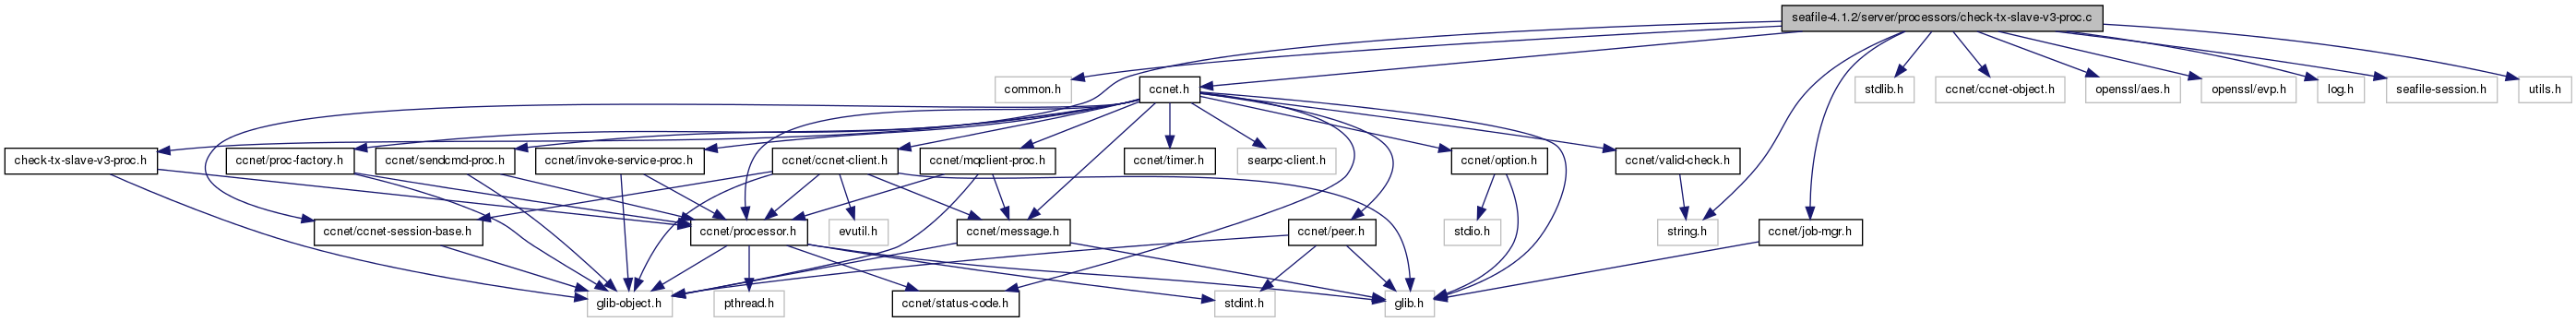 seafile-4.1.2/server/processors/check-tx-slave-v3-proc.c
common.h
ccnet.h
stdlib.h
ccnet/ccnet-object.h
openssl/aes.h
openssl/evp.h
log.h
seafile-session.h
utils.h
check-tx-slave-v3-proc.h
ccnet/proc-factory.h
ccnet/sendcmd-proc.h
ccnet/invoke-service-proc.h
ccnet/ccnet-client.h
ccnet/mqclient-proc.h
ccnet/timer.h
searpc-client.h
ccnet/option.h
ccnet/valid-check.h
ccnet/ccnet-session-base.h
ccnet/processor.h
evutil.h
ccnet/message.h
ccnet/peer.h
stdio.h
string.h
ccnet/job-mgr.h
glib-object.h
pthread.h
ccnet/status-code.h
stdint.h
glib.h